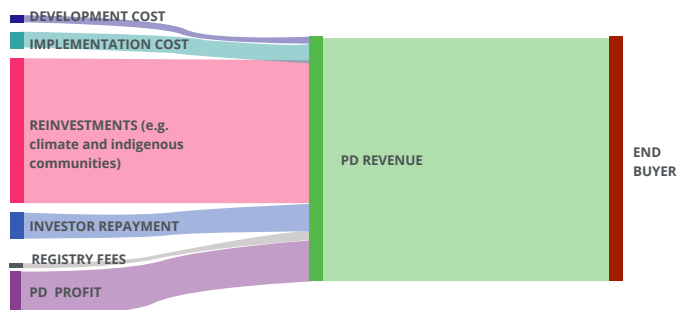 DEVELOPMENT COST
IMPLEMENTATION COST
REINVESTMENTS (e.g.
climate and indigenous
communities)
INVESTOR REPAYMENT
REGISTRY FEES
PD PROFIT
PD REVENUE
END
BUYER